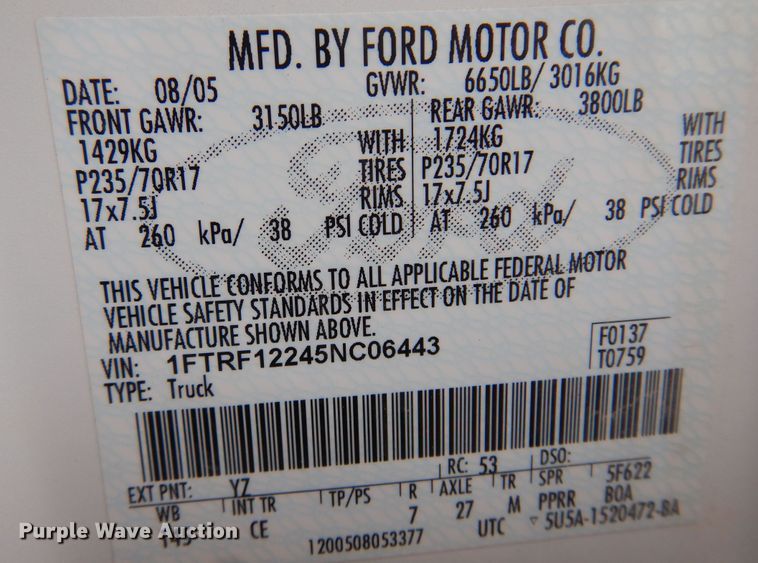 MFD. BY FORD MOTOR CO.
DATE: 08/05 GVWR: 6650LB/ 3016KG
FRONT GAWR: 3150LB REAR GAWR: 3800LB
1429KG WITH 1724KG WITH
P235/70R17 TIRES P235/70R17 TIRES
17x7.5J RIMS 17x7.5J RIMS
AT 260 kPa/ 38 PSI COLD AT 260 kPa/ 38 PSI COLD
Ford
THIS VEHICLE CONFORMS TO ALL APPLICABLE FEDERAL MOTOR
VEHICLE SAFETY STANDARDS IN EFFECT ON THE DATE OF
MANUFACTURE SHOWN ABOVE.
VIN: 1FTRF12245NC06443 F0137
TYPE: Truck T0759
EXT PNT: YZ RC: 53 DSO:
WB INT TR TP/PS R AXLE TR SPR 5F622
145 CE 7 27 M PPRR BOA
1200508053377 UTC 5U5A-1520472-BA
Purple Wave Auction